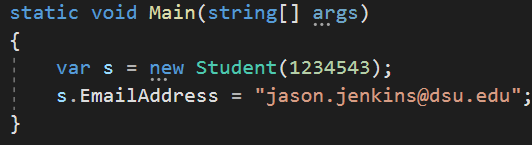 static void Main(string[] args)
{
var s = new Student(1234543);
s.EmailAddress = "jason.jenkins@dsu.edu";
}